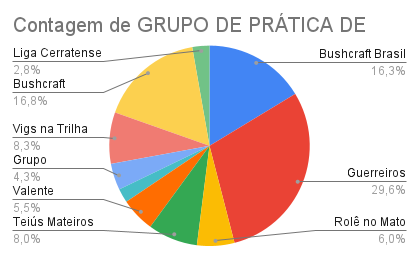 Contagem de GRUPO DE PRÁTICA DE
Liga Cerratense
2,8%
Bushcraft
16,8%
Vigs na Trilha
8,3%
Grupo
4,3%
Valente
5,5%
Teiús Mateiros
8,0%
Bushcraft Brasil
16,3%
Guerreiros
29,6%
Rolê no Mato
6,0%